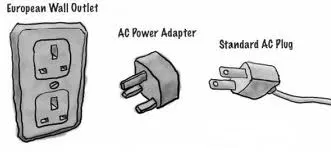 European Wall Outlet
AC Power Adapter
Standard AC Plug